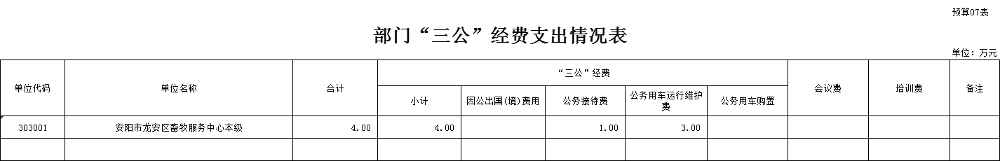 预算07表
部门“三公”经费支出情况表
单位：万元
单位代码 单位名称 合计 “三公”经费 会议费 培训费 备注
小计 因公出国(境)费用 公务接待费 公务用车运行维护费 公务用车购置
303001 安阳市龙安区畜牧服务中心本级 4.00 4.00 1.00 3.00